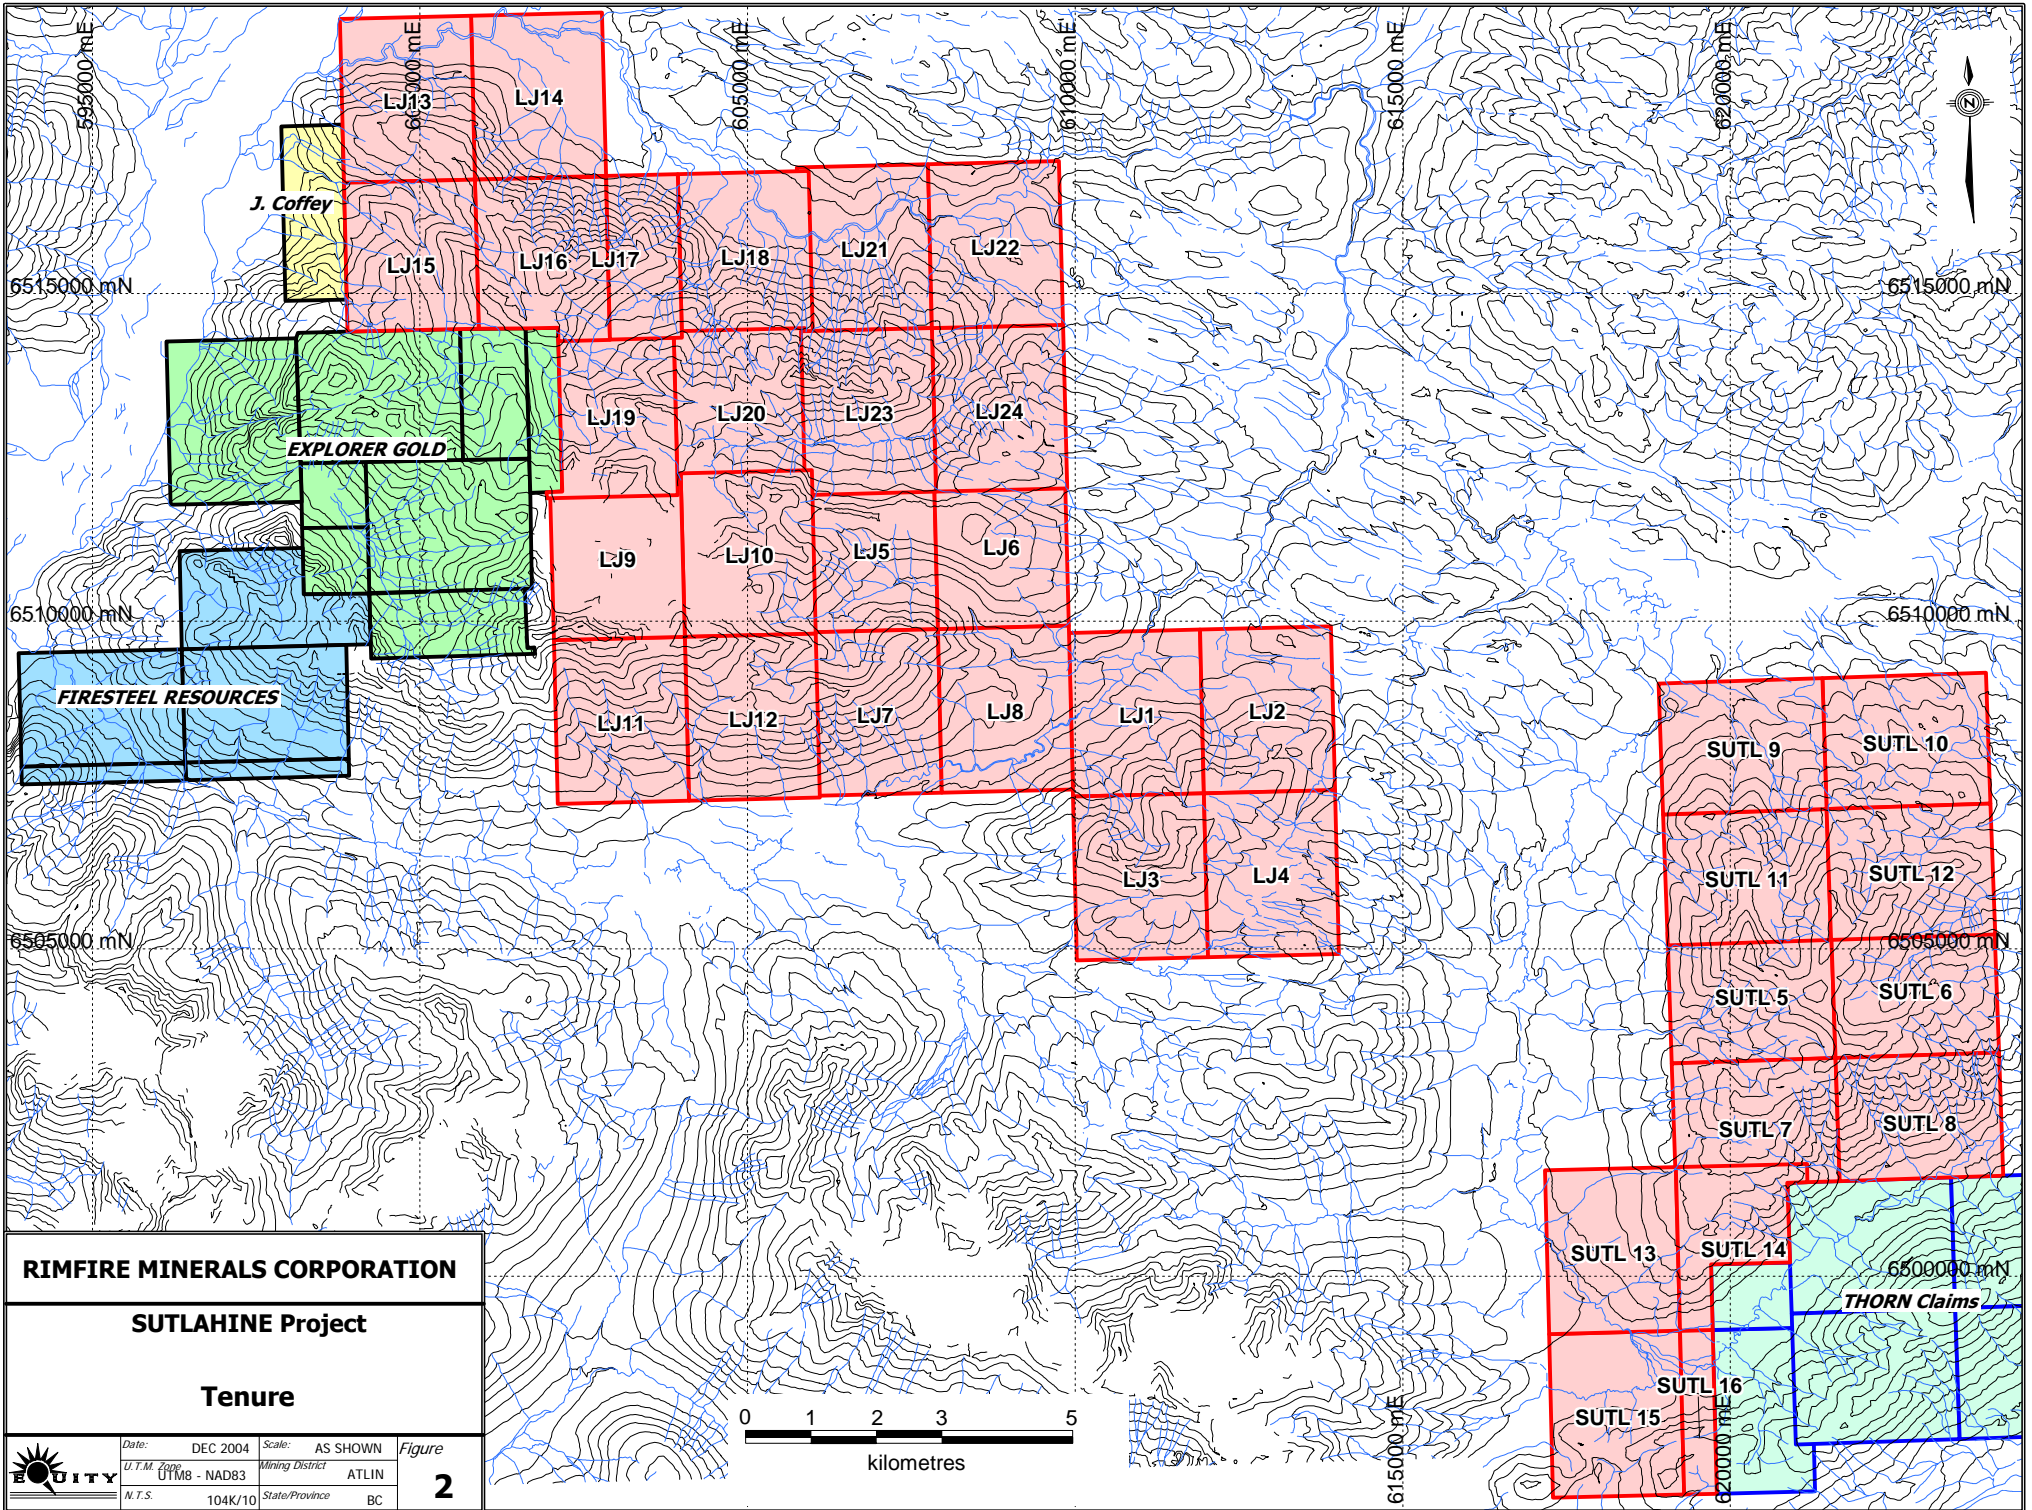 595000 mE
600000 mE
605000 mE
610000 mE
615000 mE
620000 mE
N
LJ13
LJ14
J. Coffey
LJ15
LJ16
LJ17
LJ18
LJ21
LJ22
6515000 mN
6515000 mN
EXPLORER GOLD
LJ19
LJ20
LJ23
LJ24
LJ9
LJ10
LJ5
LJ6
6510000 mN
6510000 mN
FIRESTEEL RESOURCES
LJ11
LJ12
LJ7
LJ8
LJ1
LJ2
SUTL 9
SUTL 10
LJ3
LJ4
SUTL 11
SUTL 12
6505000 mN
6505000 mN
SUTL 5
SUTL 6
SUTL 7
SUTL 8
SUTL 13
SUTL 14
6500000 mN
THORN Claims
SUTL 16
SUTL 15
615000 mE
620000 mE
0 1 2 3 5
kilometres
RIMFIRE MINERALS CORPORATION
SUTLAHINE Project
Tenure
EQUITY
Date: DEC 2004 Scale: AS SHOWN Figure
U.T.M. Zone UTM8 - NAD83 Mining District ATLIN 2
N.T.S. 104K/10 State/Province BC